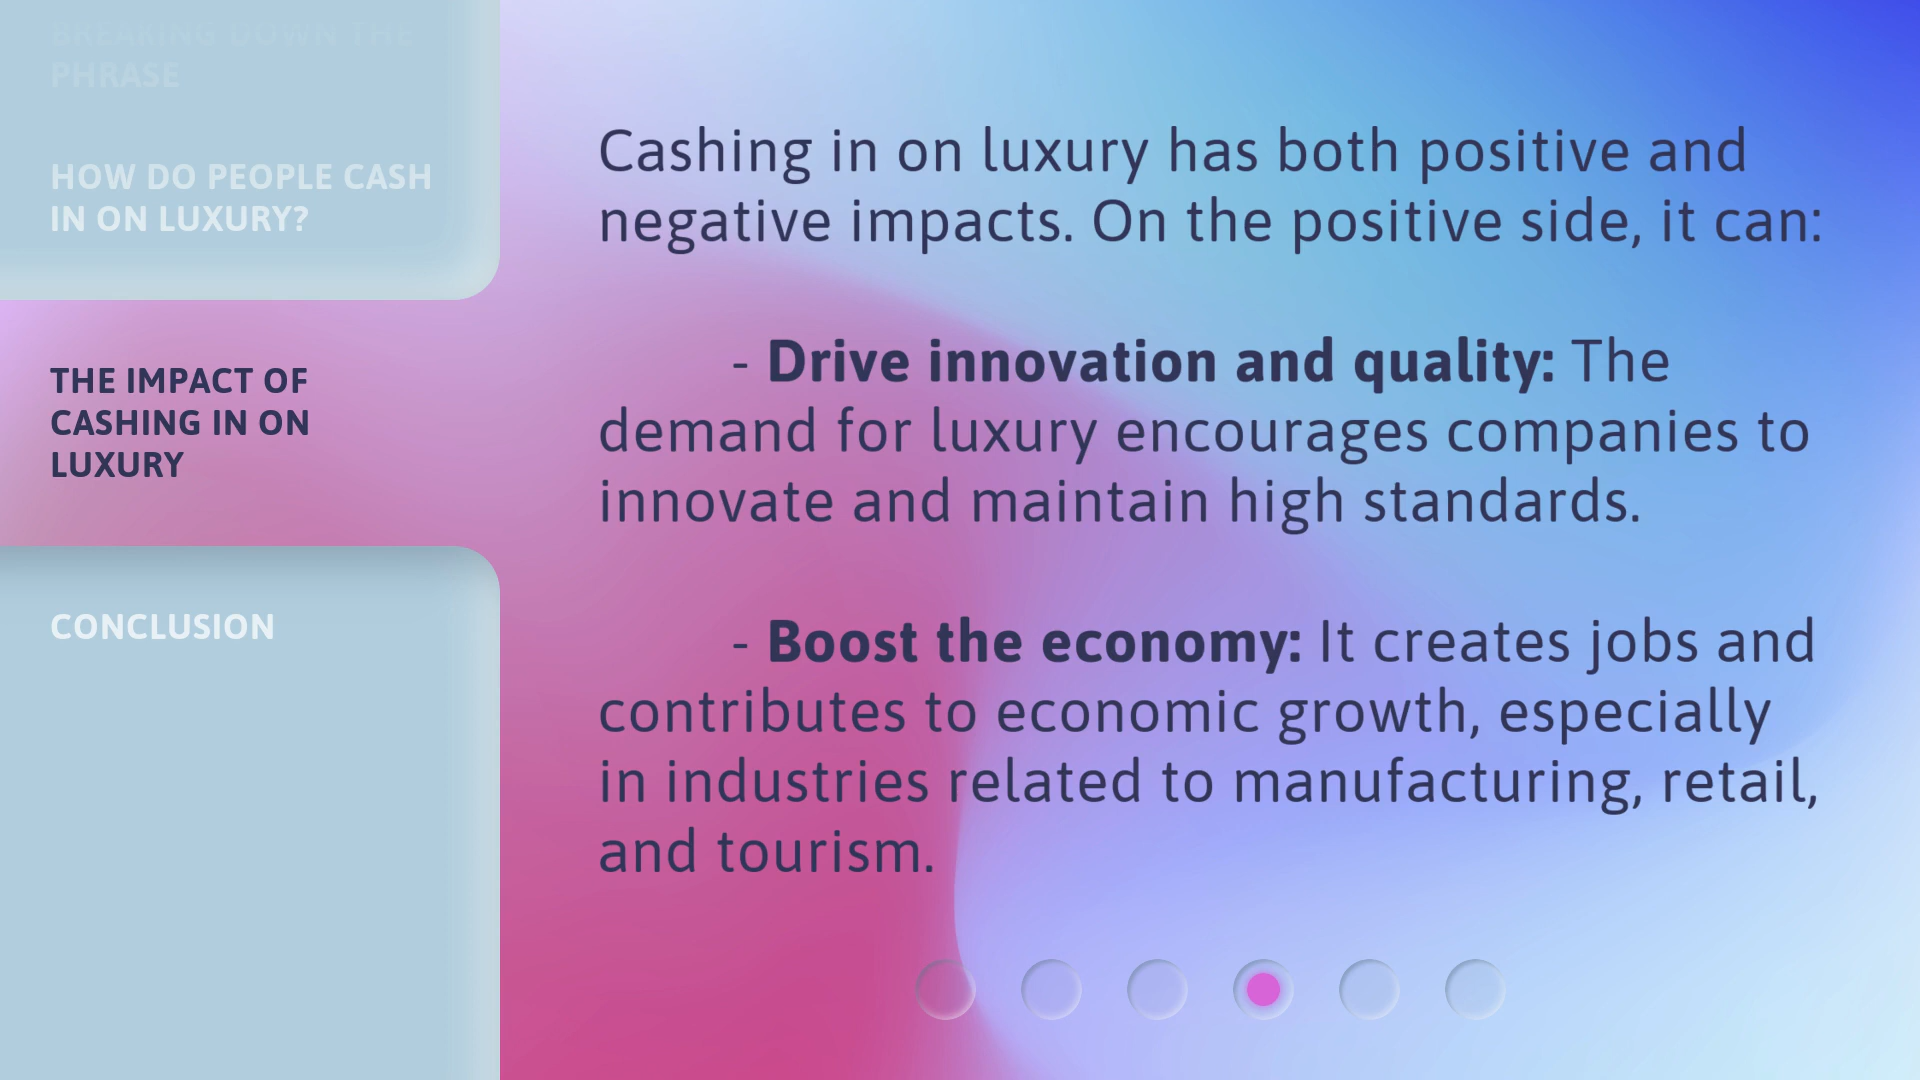 BREAKING DOWN THE
PHRASE
HOW DO PEOPLE CASH
IN ON LUXURY?
THE IMPACT OF
CASHING IN ON
LUXURY
CONCLUSION
Cashing in on luxury has both positive and
negative impacts. On the positive side, it can:
- Drive innovation and quality: The
demand for luxury encourages companies to
innovate and maintain high standards.
- Boost the economy: It creates jobs and
contributes to economic growth, especially
in industries related to manufacturing, retail,
and tourism.